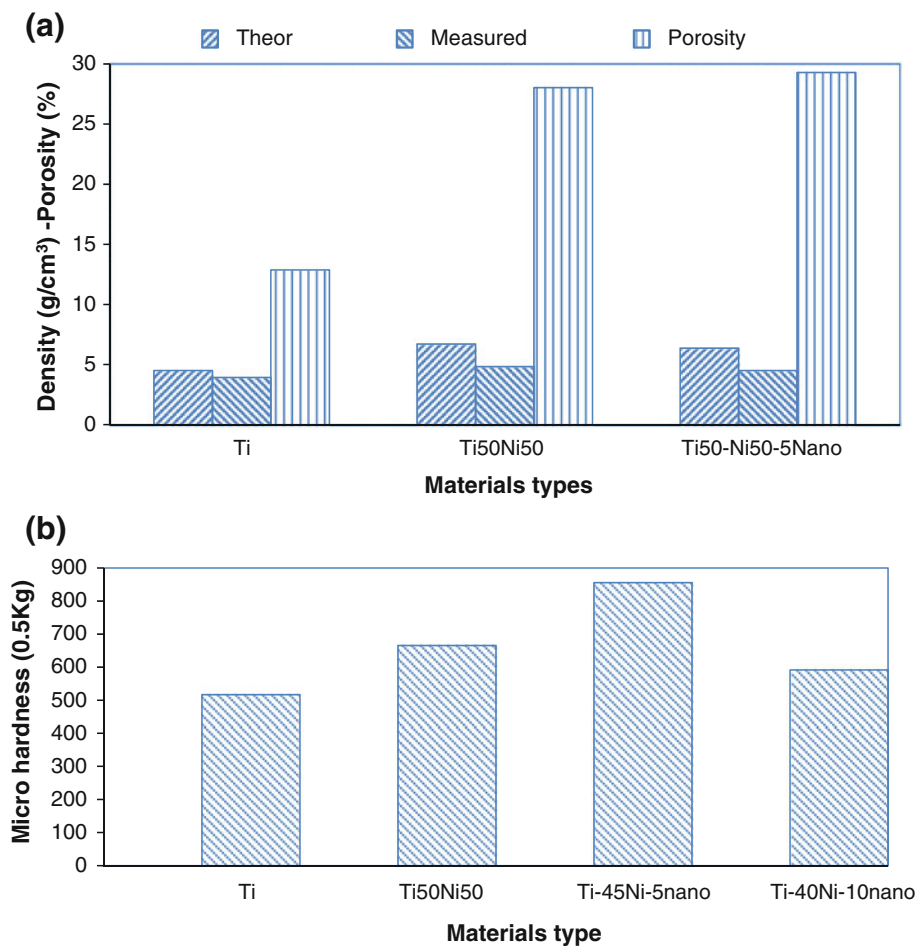 (a)
Theor Measured Porosity
Density (g/cm³) -Porosity (%)
30
25
20
15
10
5
0
Ti Ti50Ni50 Ti50-Ni50-5Nano
Materials types
(b)
Micro hardness (0.5Kg)
900
800
700
600
500
400
300
200
100
0
Ti Ti50Ni50 Ti-45Ni-5nano Ti-40Ni-10nano
Materials type